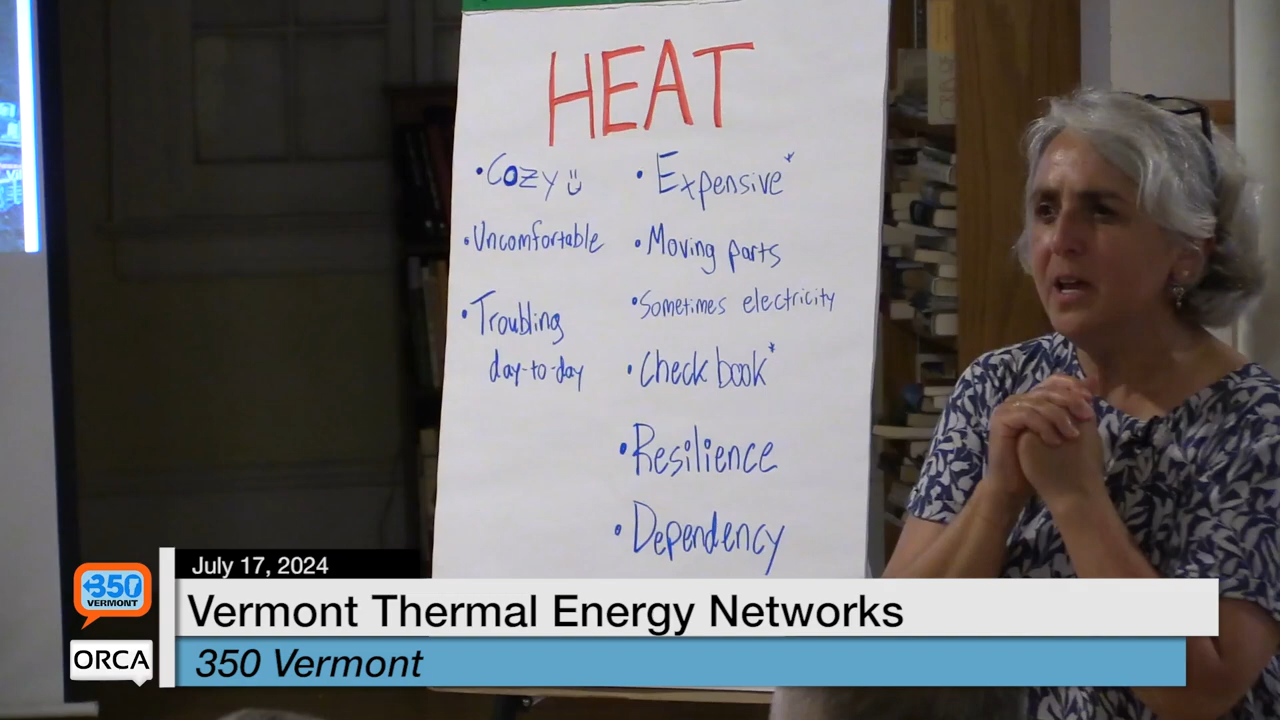 HEAT
•Cozy
•Uncomfortable
•Troubling
day-to-day
•Expensive*
•Moving parts
•Sometimes electricity
•Check book*
•Resilience
•Dependency
July 17, 2024
Vermont Thermal Energy Networks
350 Vermont
350
VERMONT
ORCA